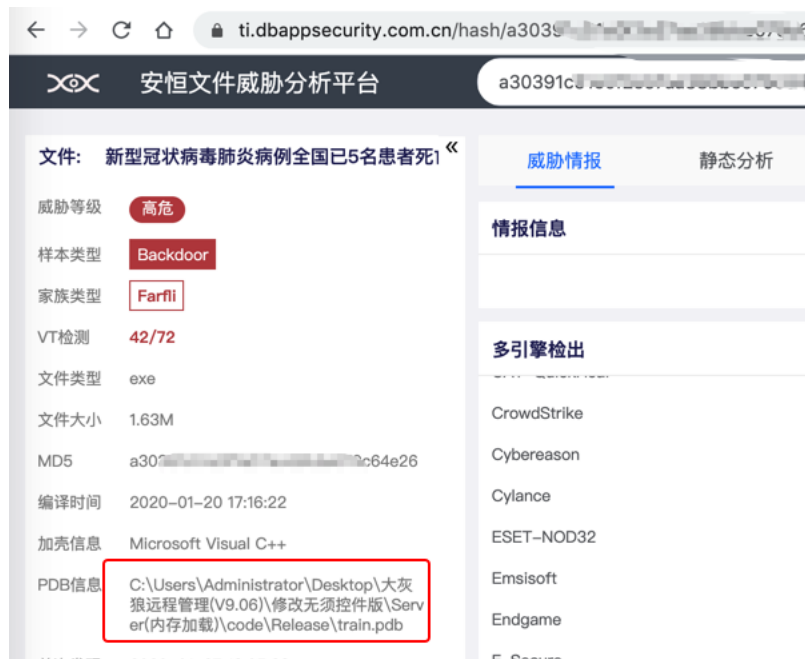 ti.dbappsecurity.com.cn/hash/a3039
安恒文件威胁分析平台
a30391c
文件: 新型冠状病毒肺炎病例全国已5名患者死
«
威胁情报
静态分析
威胁等级 高危
情报信息
样本类型 Backdoor
家族类型 Farfli
VT检测 42/72
多引擎检出
文件类型 exe
文件大小 1.63M
CrowdStrike
MD5 a30 c64e26
Cybereason
编译时间 2020-01-20 17:16:22
Cylance
加壳信息 Microsoft Visual C++
ESET-NOD32
PDB信息 C:\Users\Administrator\Desktop\大灰
狼远程管理(V9.06)\修改无须控件版\Serv
er(内存加载)\code\Release\train.pdb
Emsisoft
Endgame